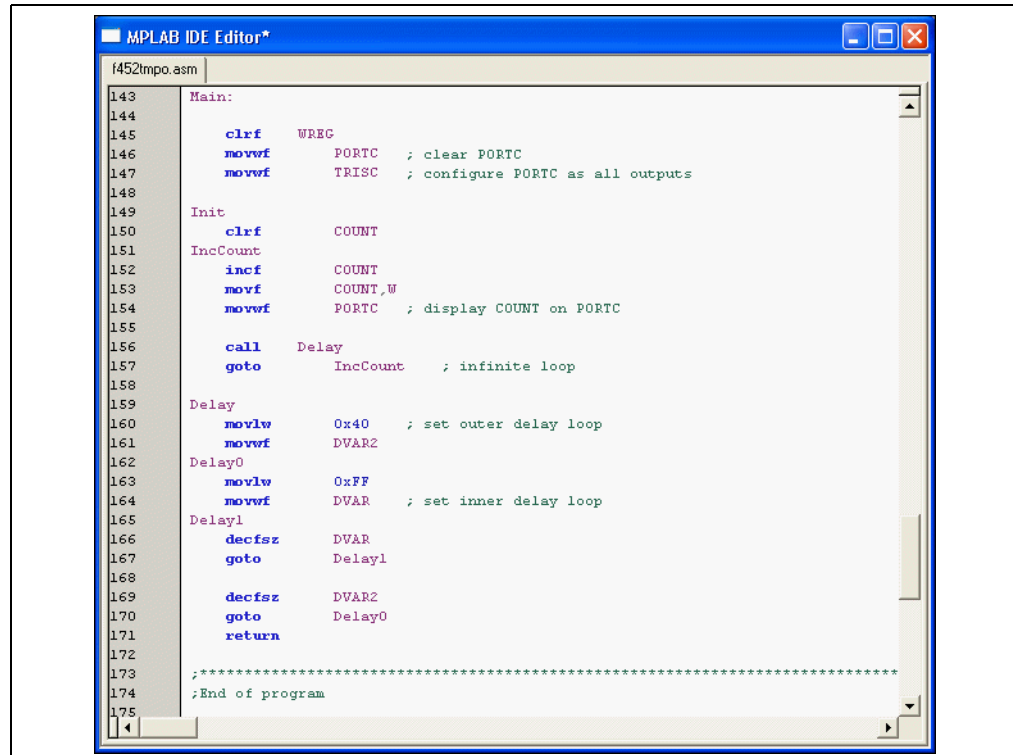 MPLAB IDE Editor*
f452tmpo.asm
143 Main:
144
145 clrf WREG
146 movwf PORTC ; clear PORTC
147 movwf TRISC ; configure PORTC as all outputs
148
149 Init
150 clrf COUNT
151 IncCount
152 incf COUNT
153 movf COUNT,W
154 movwf PORTC ; display COUNT on PORTC
155
156 call Delay
157 goto IncCount ; infinite loop
158
159 Delay
160 movlw 0x40 ; set outer delay loop
161 movwf DVAR2
162 Delay0
163 movlw 0xFF
164 movwf DVAR ; set inner delay loop
165 Delay1
166 decfsz DVAR
167 goto Delay1
168
169 decfsz DVAR2
170 goto Delay0
171 return
172
173 ;******************************************************************************
174 ;End of program
175